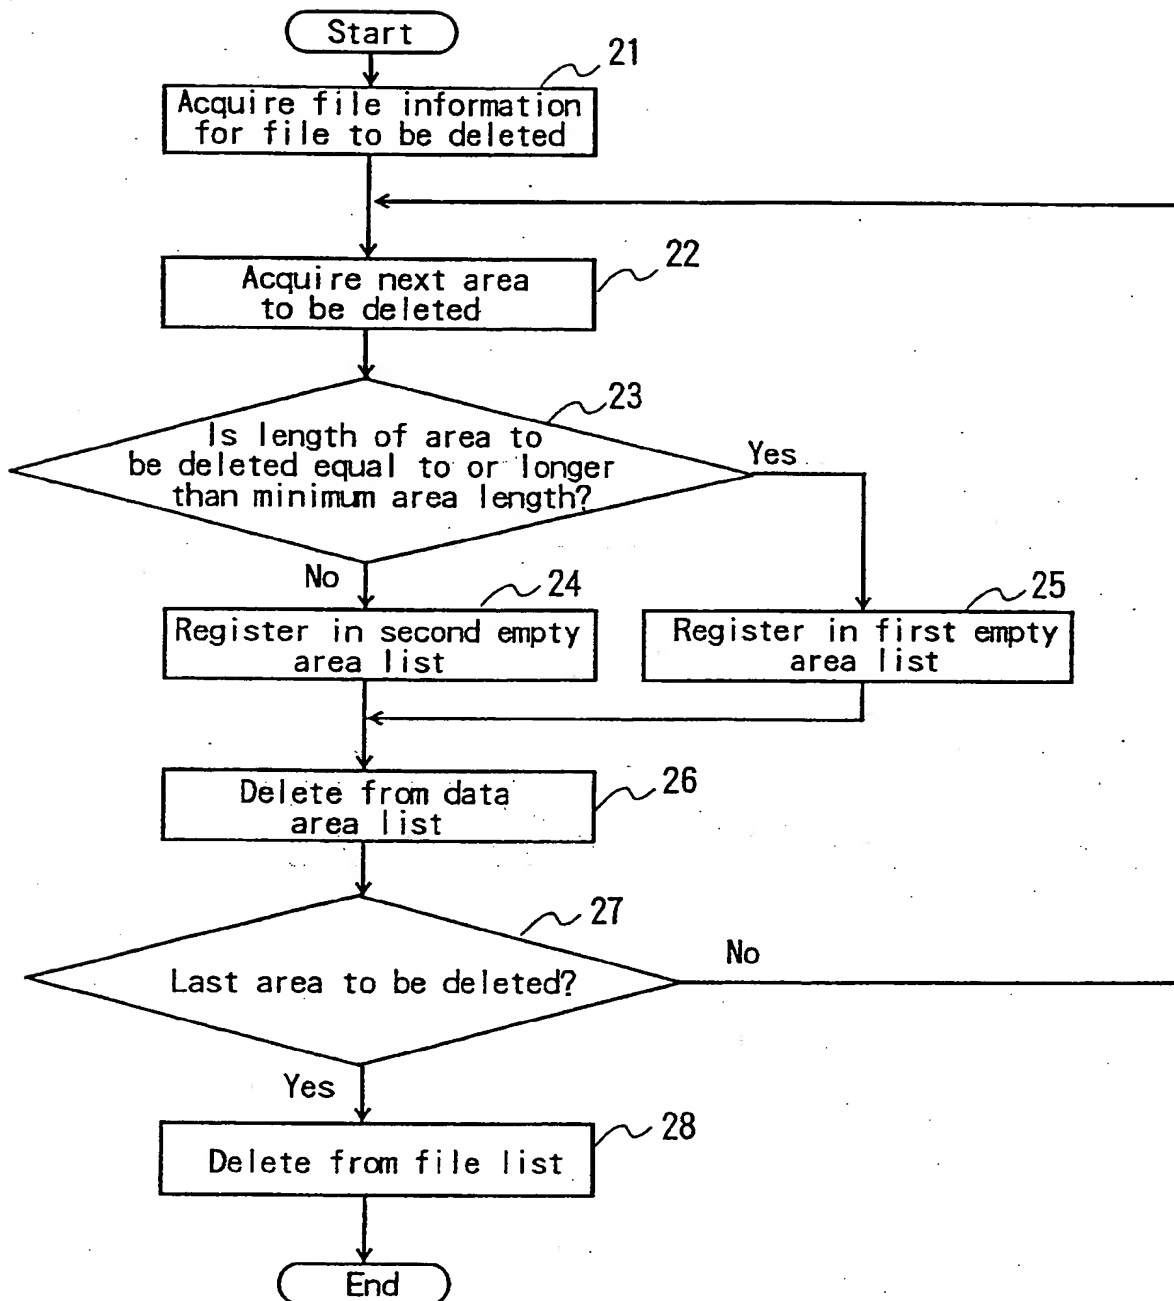 Start
21
Acquire file information
for file to be deleted
22
Acquire next area
to be deleted
23
Is length of area to
be deleted equal to or longer
than minimum area length?
Yes
No
24
Register in second empty
area list
25
Register in first empty
area list
26
Delete from data
area list
27
Last area to be deleted?
No
Yes
28
Delete from file list
End